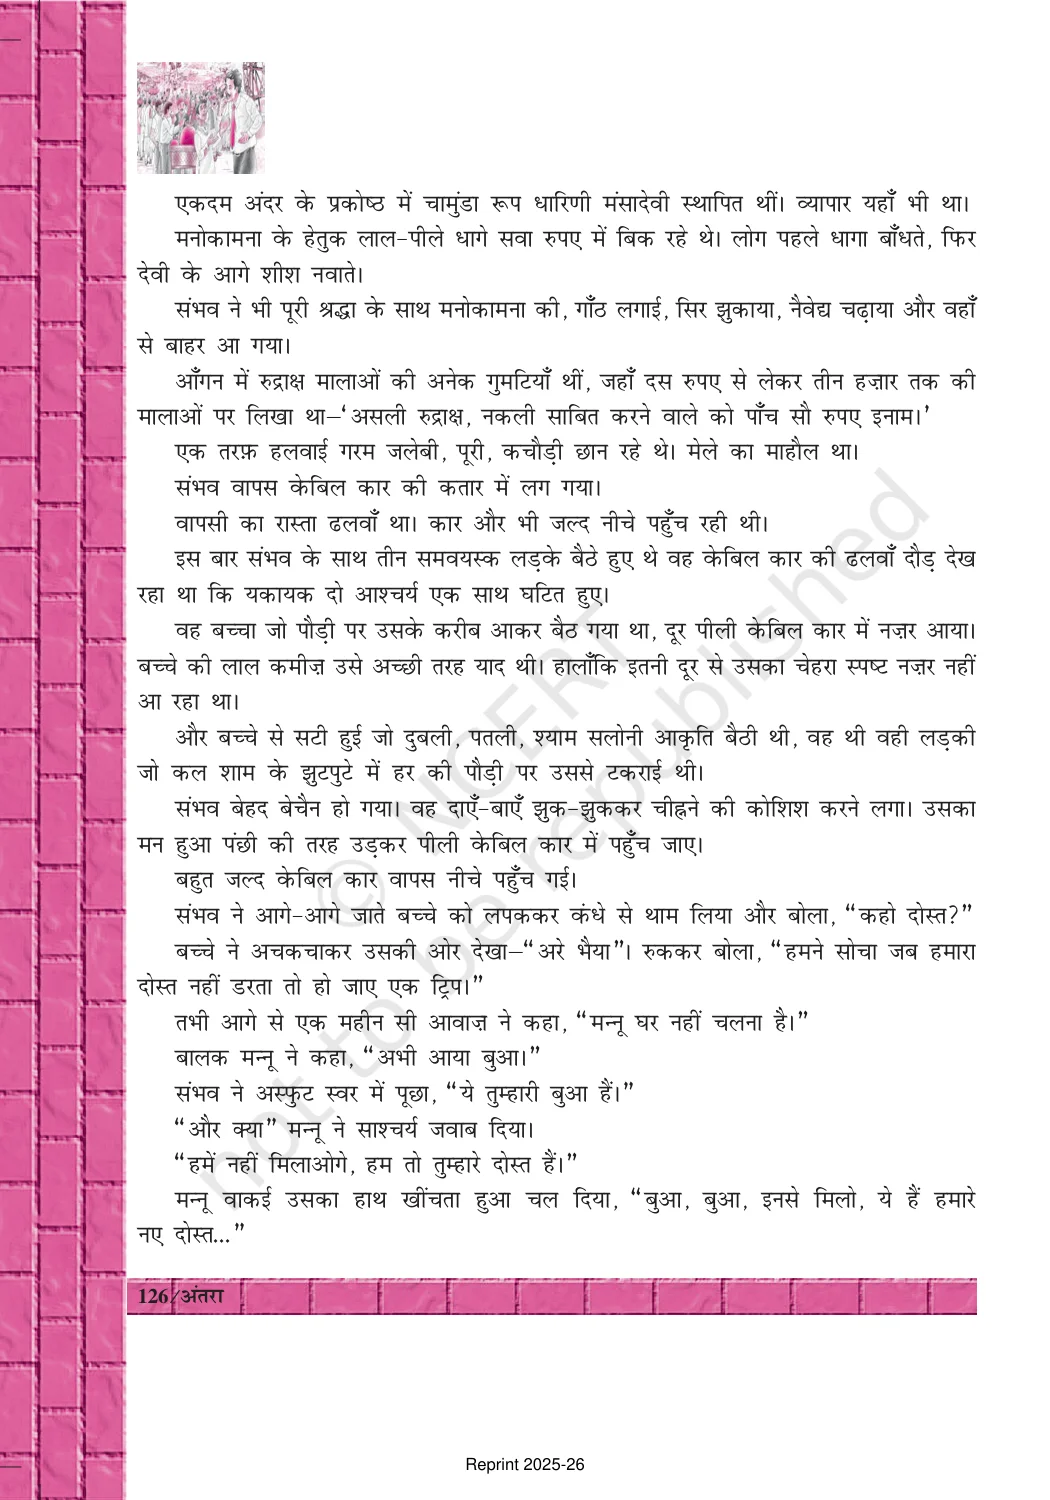 एकदम अंदर के प्रकोष्ठ में चामुंडा रूप धारिणी मंसादेवी स्थापित थीं। व्यापार यहाँ भी था।
मनोकामना के हेतुक लाल-पीले धागे सवा रुपए में बिक रहे थे। लोग पहले धागा बाँधते, फिर
देवी के आगे शीश नवाते।
संभव ने भी पूरी श्रद्धा के साथ मनोकामना की, गाँठ लगाई, सिर झुकाया, नैवेद्य चढ़ाया और वहाँ
से बाहर आ गया।
आँगन में रुद्राक्ष मालाओं की अनेक गुमटियाँ थीं, जहाँ दस रुपए से लेकर तीन हज़ार तक की
मालाओं पर लिखा था–‘असली रुद्राक्ष, नकली साबित करने वाले को पाँच सौ रुपए इनाम।’
एक तरफ़ हलवाई गरम जलेबी, पूरी, कचौड़ी छान रहे थे। मेले का माहौल था।
संभव वापस केबिल कार की कतार में लग गया।
वापसी का रास्ता ढलवाँ था। कार और भी जल्द नीचे पहुँच रही थी।
इस बार संभव के साथ तीन समवयस्क लड़के बैठे हुए थे वह केबिल कार की ढलवाँ दौड़ देख
रहा था कि यकायक दो आश्चर्य एक साथ घटित हुए।
वह बच्चा जो पौड़ी पर उसके करीब आकर बैठ गया था, दूर पीली केबिल कार में नज़र आया।
बच्चे की लाल कमीज़ उसे अच्छी तरह याद थी। हालाँकि इतनी दूर से उसका चेहरा स्पष्ट नज़र नहीं
आ रहा था।
और बच्चे से सटी हुई जो दुबली, पतली, श्याम सलोनी आकृति बैठी थी, वह थी वही लड़की
जो कल शाम के झुटपुटे में हर की पौड़ी पर उससे टकराई थी।
संभव बेहद बेचैन हो गया। वह दाएँ-बाएँ झुक-झुककर चीह्नने की कोशिश करने लगा। उसका
मन हुआ पंछी की तरह उड़कर पीली केबिल कार में पहुँच जाए।
बहुत जल्द केबिल कार वापस नीचे पहुँच गई।
संभव ने आगे-आगे जाते बच्चे को लपककर कंधे से थाम लिया और बोला, “कहो दोस्त?”
बच्चे ने अचकचाकर उसकी ओर देखा–“अरे भैया”। रुककर बोला, “हमने सोचा जब हमारा
दोस्त नहीं डरता तो हो जाए एक ट्रिप।”
तभी आगे से एक महीन सी आवाज़ ने कहा, “मन्नू घर नहीं चलना है।”
बालक मन्नू ने कहा, “अभी आया बुआ।”
संभव ने अस्फुट स्वर में पूछा, “ये तुम्हारी बुआ हैं।”
“और क्या” मन्नू ने साश्चर्य जवाब दिया।
“हमें नहीं मिलाओगे, हम तो तुम्हारे दोस्त हैं।”
मन्नू वाकई उसका हाथ खींचता हुआ चल दिया, “बुआ, बुआ, इनसे मिलो, ये हैं हमारे
नए दोस्त...”
© NCERT
not to be republished
126/अंतरा
Reprint 2025-26